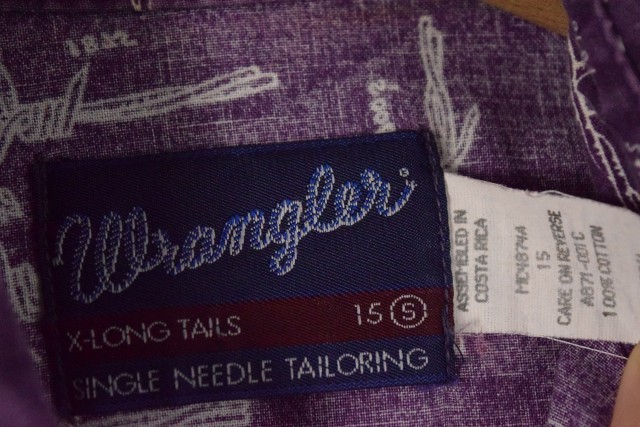 1882
Wrangler®
X-LONG TAILS 15 S
SINGLE NEEDLE TAILORING
ASSEMBLED IN
COSTA RICA
15
CARE ON REVERSE
A871-001C
100% COTTON